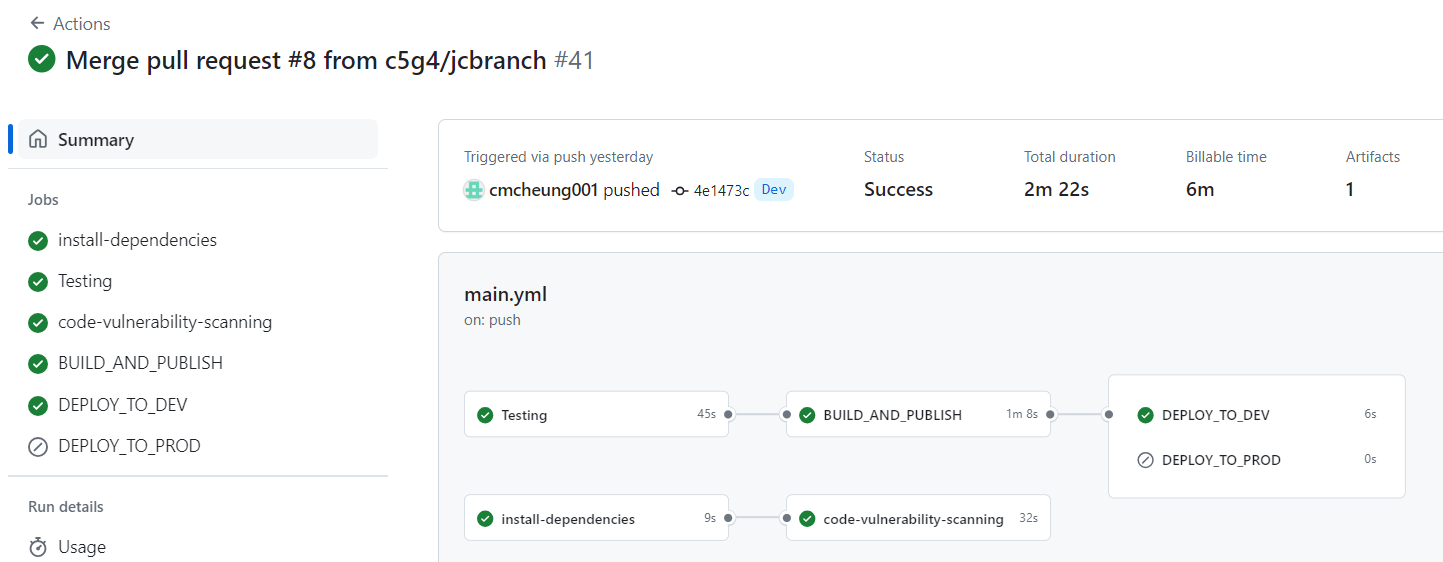 ← Actions
Merge pull request #8 from c5g4/jcbranch #41
Summary
Jobs
install-dependencies
Testing
code-vulnerability-scanning
BUILD_AND_PUBLISH
DEPLOY_TO_DEV
DEPLOY_TO_PROD
Run details
Usage
Triggered via push yesterday
cmcheung001 pushed 4e1473c Dev
Status
Success
Total duration
2m 22s
Billable time
6m
Artifacts
1
main.yml
on: push
Testing 45s
BUILD_AND_PUBLISH 1m 8s
DEPLOY_TO_DEV 6s
DEPLOY_TO_PROD 0s
install-dependencies 9s
code-vulnerability-scanning 32s